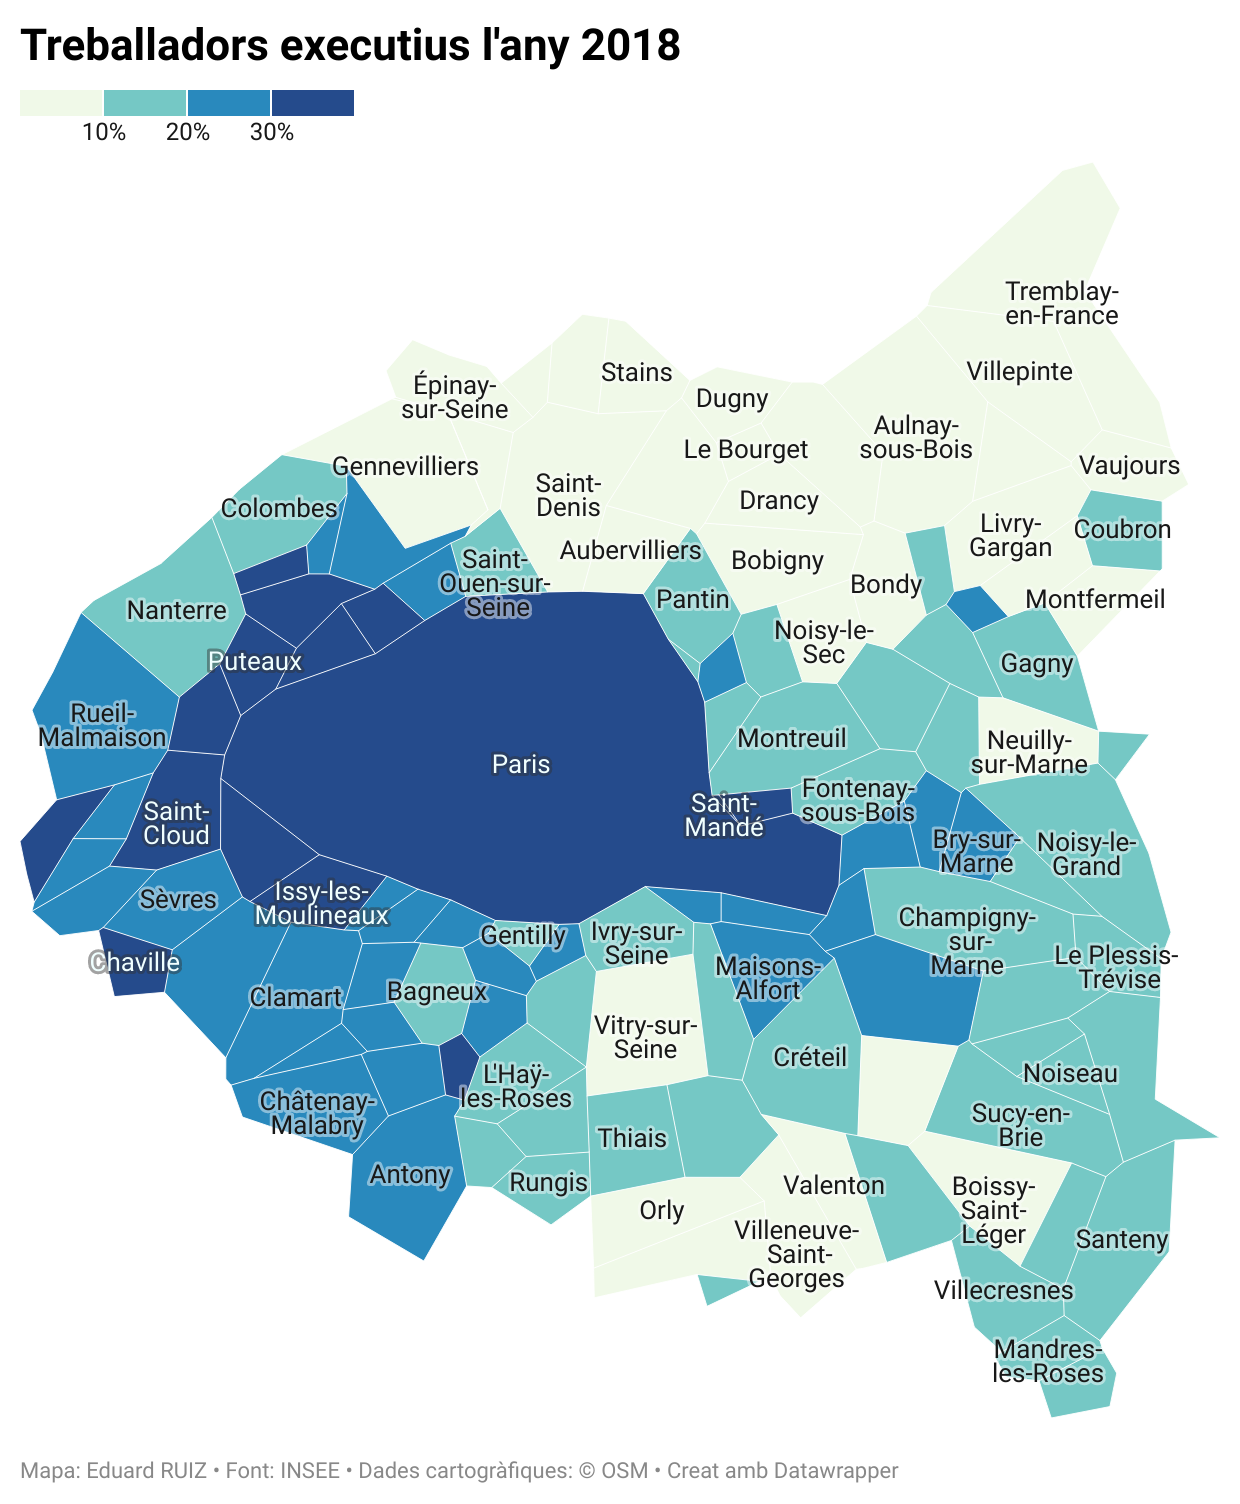 Treballadors executius l'any 2018
10% 20% 30%
Tremblay-
en-France
Villepinte
Stains
Épinay-
sur-Seine
Dugny
Aulnay-
sous-Bois
Le Bourget
Gennevilliers
Vaujours
Saint-
Denis
Drancy
Colombes
Livry-
Gargan
Coubron
Aubervilliers
Bobigny
Saint-
Ouen-sur-
Seine
Bondy
Pantin
Montfermeil
Nanterre
Noisy-le-
Sec
Puteaux
Gagny
Rueil-
Malmaison
Montreuil
Neuilly-
sur-Marne
Paris
Saint-
Mandé
Fontenay-
sous-Bois
Saint-
Cloud
Bry-sur-
Marne
Noisy-le-
Grand
Sèvres
Issy-les-
Moulineaux
Champigny-
sur-
Marne
Gentilly
Ivry-sur-
Seine
Chaville
Le Plessis-
Trévise
Maisons-
Alfort
Clamart
Bagneux
Vitry-sur-
Seine
Créteil
Noiseau
L'Haÿ-
les-Roses
Châtenay-
Malabry
Sucy-en-
Brie
Thiais
Antony
Rungis
Valenton
Boissy-
Saint-
Léger
Orly
Villeneuve-
Saint-
Georges
Santeny
Villecresnes
Mandres-
les-Roses
Mapa: Eduard RUIZ • Font: INSEE • Dades cartogràfiques: © OSM • Creat amb Datawrapper